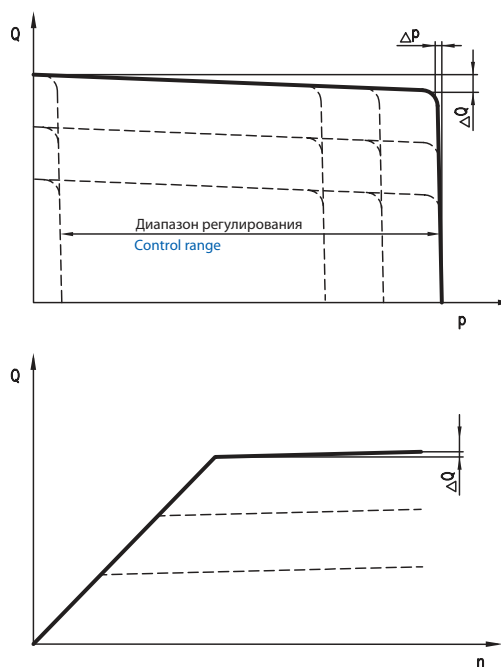 Q
Δp
ΔQ
Диапазон регулирования
Control range
p
Q
ΔQ
n